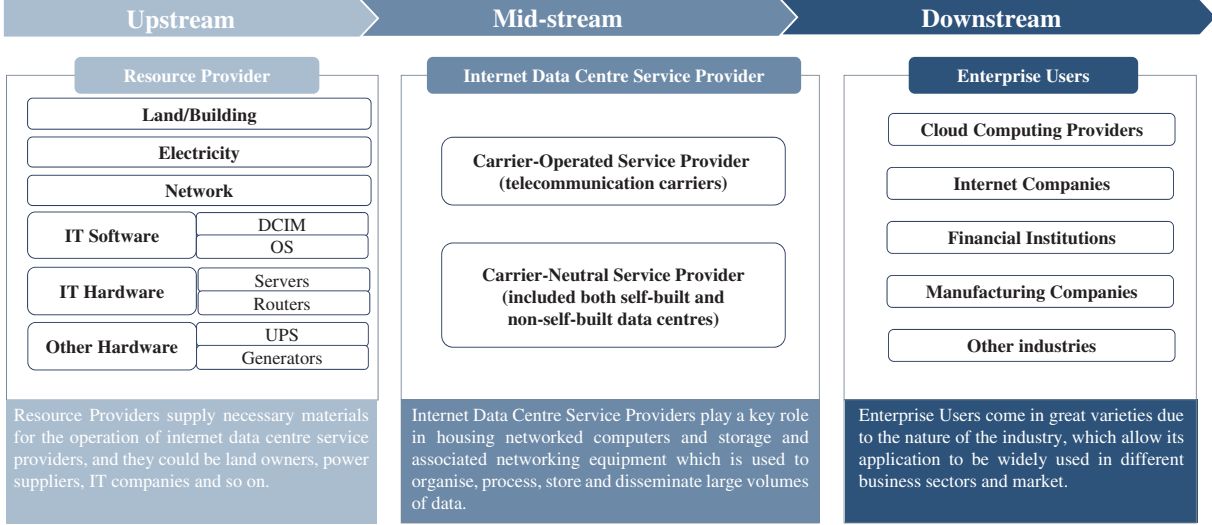 Upstream
Mid-stream
Downstream
Resource Provider
Land/Building
Electricity
Network
IT Software
DCIM
OS
IT Hardware
Servers
Routers
Other Hardware
UPS
Generators
Resource Providers supply necessary materials
for the operation of internet data centre service
providers, and they could be land owners, power
suppliers, IT companies and so on.
Internet Data Centre Service Provider
Carrier-Operated Service Provider
(telecommunication carriers)
Carrier-Neutral Service Provider
(included both self-built and
non-self-built data centres)
Internet Data Centre Service Providers play a key role
in housing networked computers and storage and
associated networking equipment which is used to
organise, process, store and disseminate large volumes
of data.
Enterprise Users
Cloud Computing Providers
Internet Companies
Financial Institutions
Manufacturing Companies
Other industries
Enterprise Users come in great varieties due
to the nature of the industry, which allow its
application to be widely used in different
business sectors and market.